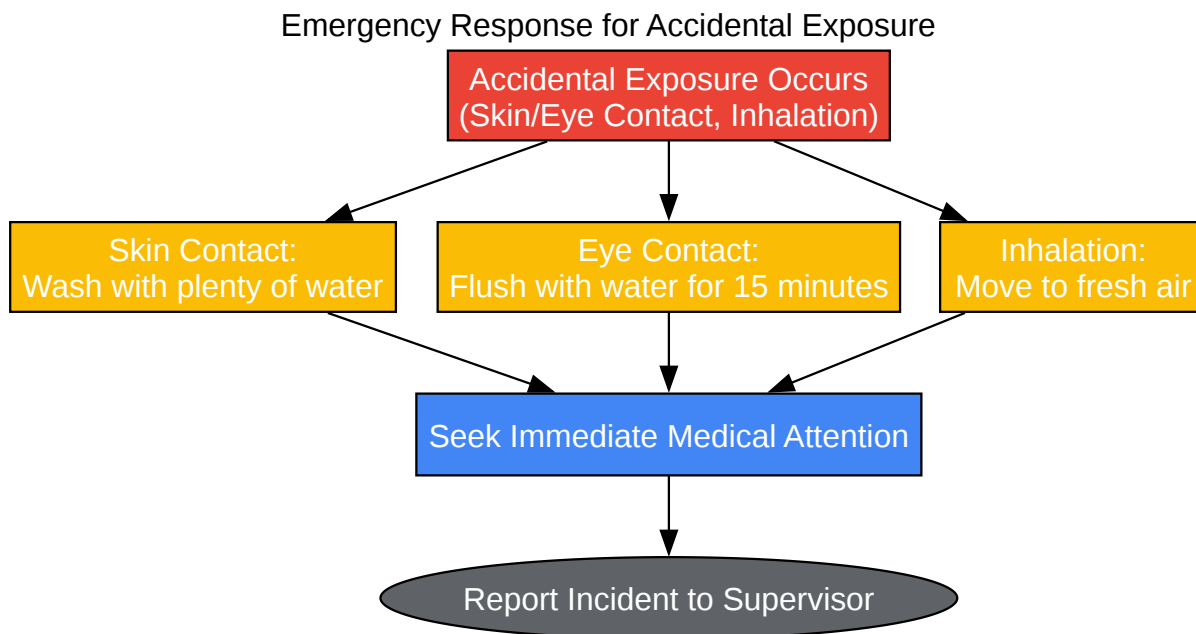 Emergency Response for Accidental Exposure
Accidental Exposure Occurs
(Skin/Eye Contact, Inhalation)
Skin Contact:
Wash with plenty of water
Eye Contact:
Flush with water for 15 minutes
Inhalation:
Move to fresh air
Seek Immediate Medical Attention
Report Incident to Supervisor